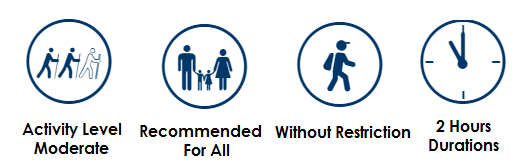 Activity Level
Moderate
Recommended
For All
Without Restriction
2 Hours
Durations